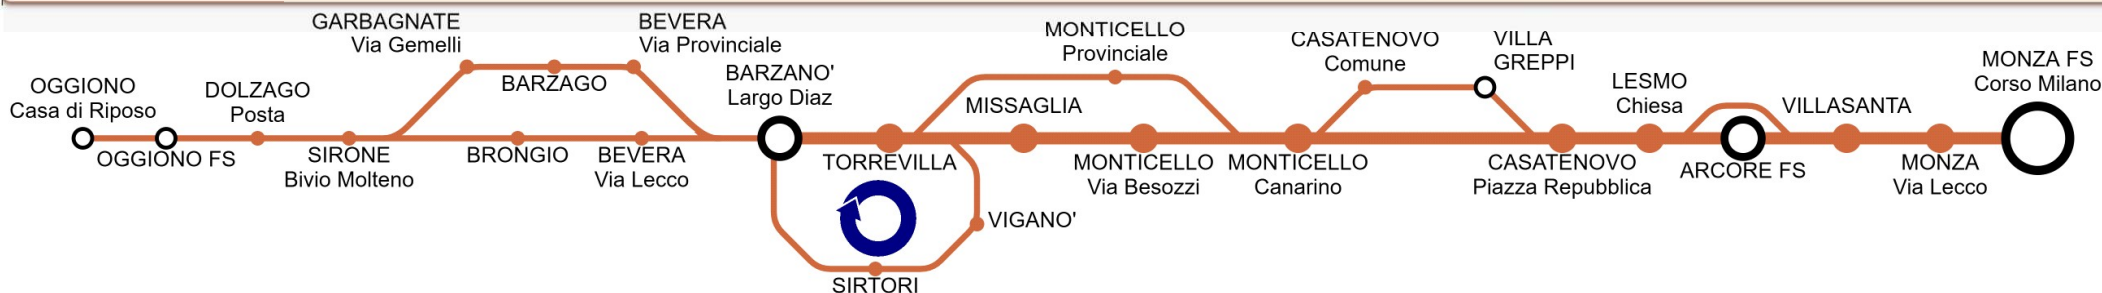 OGGIONO
Casa di Riposo
OGGIONO FS
DOLZAGO
Posta
SIRONE
Bivio Molteno
GARBAGNATE
Via Gemelli
BARZAGO
BEVERA
Via Provinciale
BRONGIO
BEVERA
Via Lecco
BARZANO'
Largo Diaz
TORREVILLA
SIRTORI
VIGANO'
MISSAGLIA
MONTICELLO
Provinciale
MONTICELLO
Via Besozzi
MONTICELLO
Canarino
CASATENOVO
Comune
VILLA
GREPPI
CASATENOVO
Piazza Repubblica
LESMO
Chiesa
ARCORE FS
VILLASANTA
MONZA
Via Lecco
MONZA FS
Corso Milano